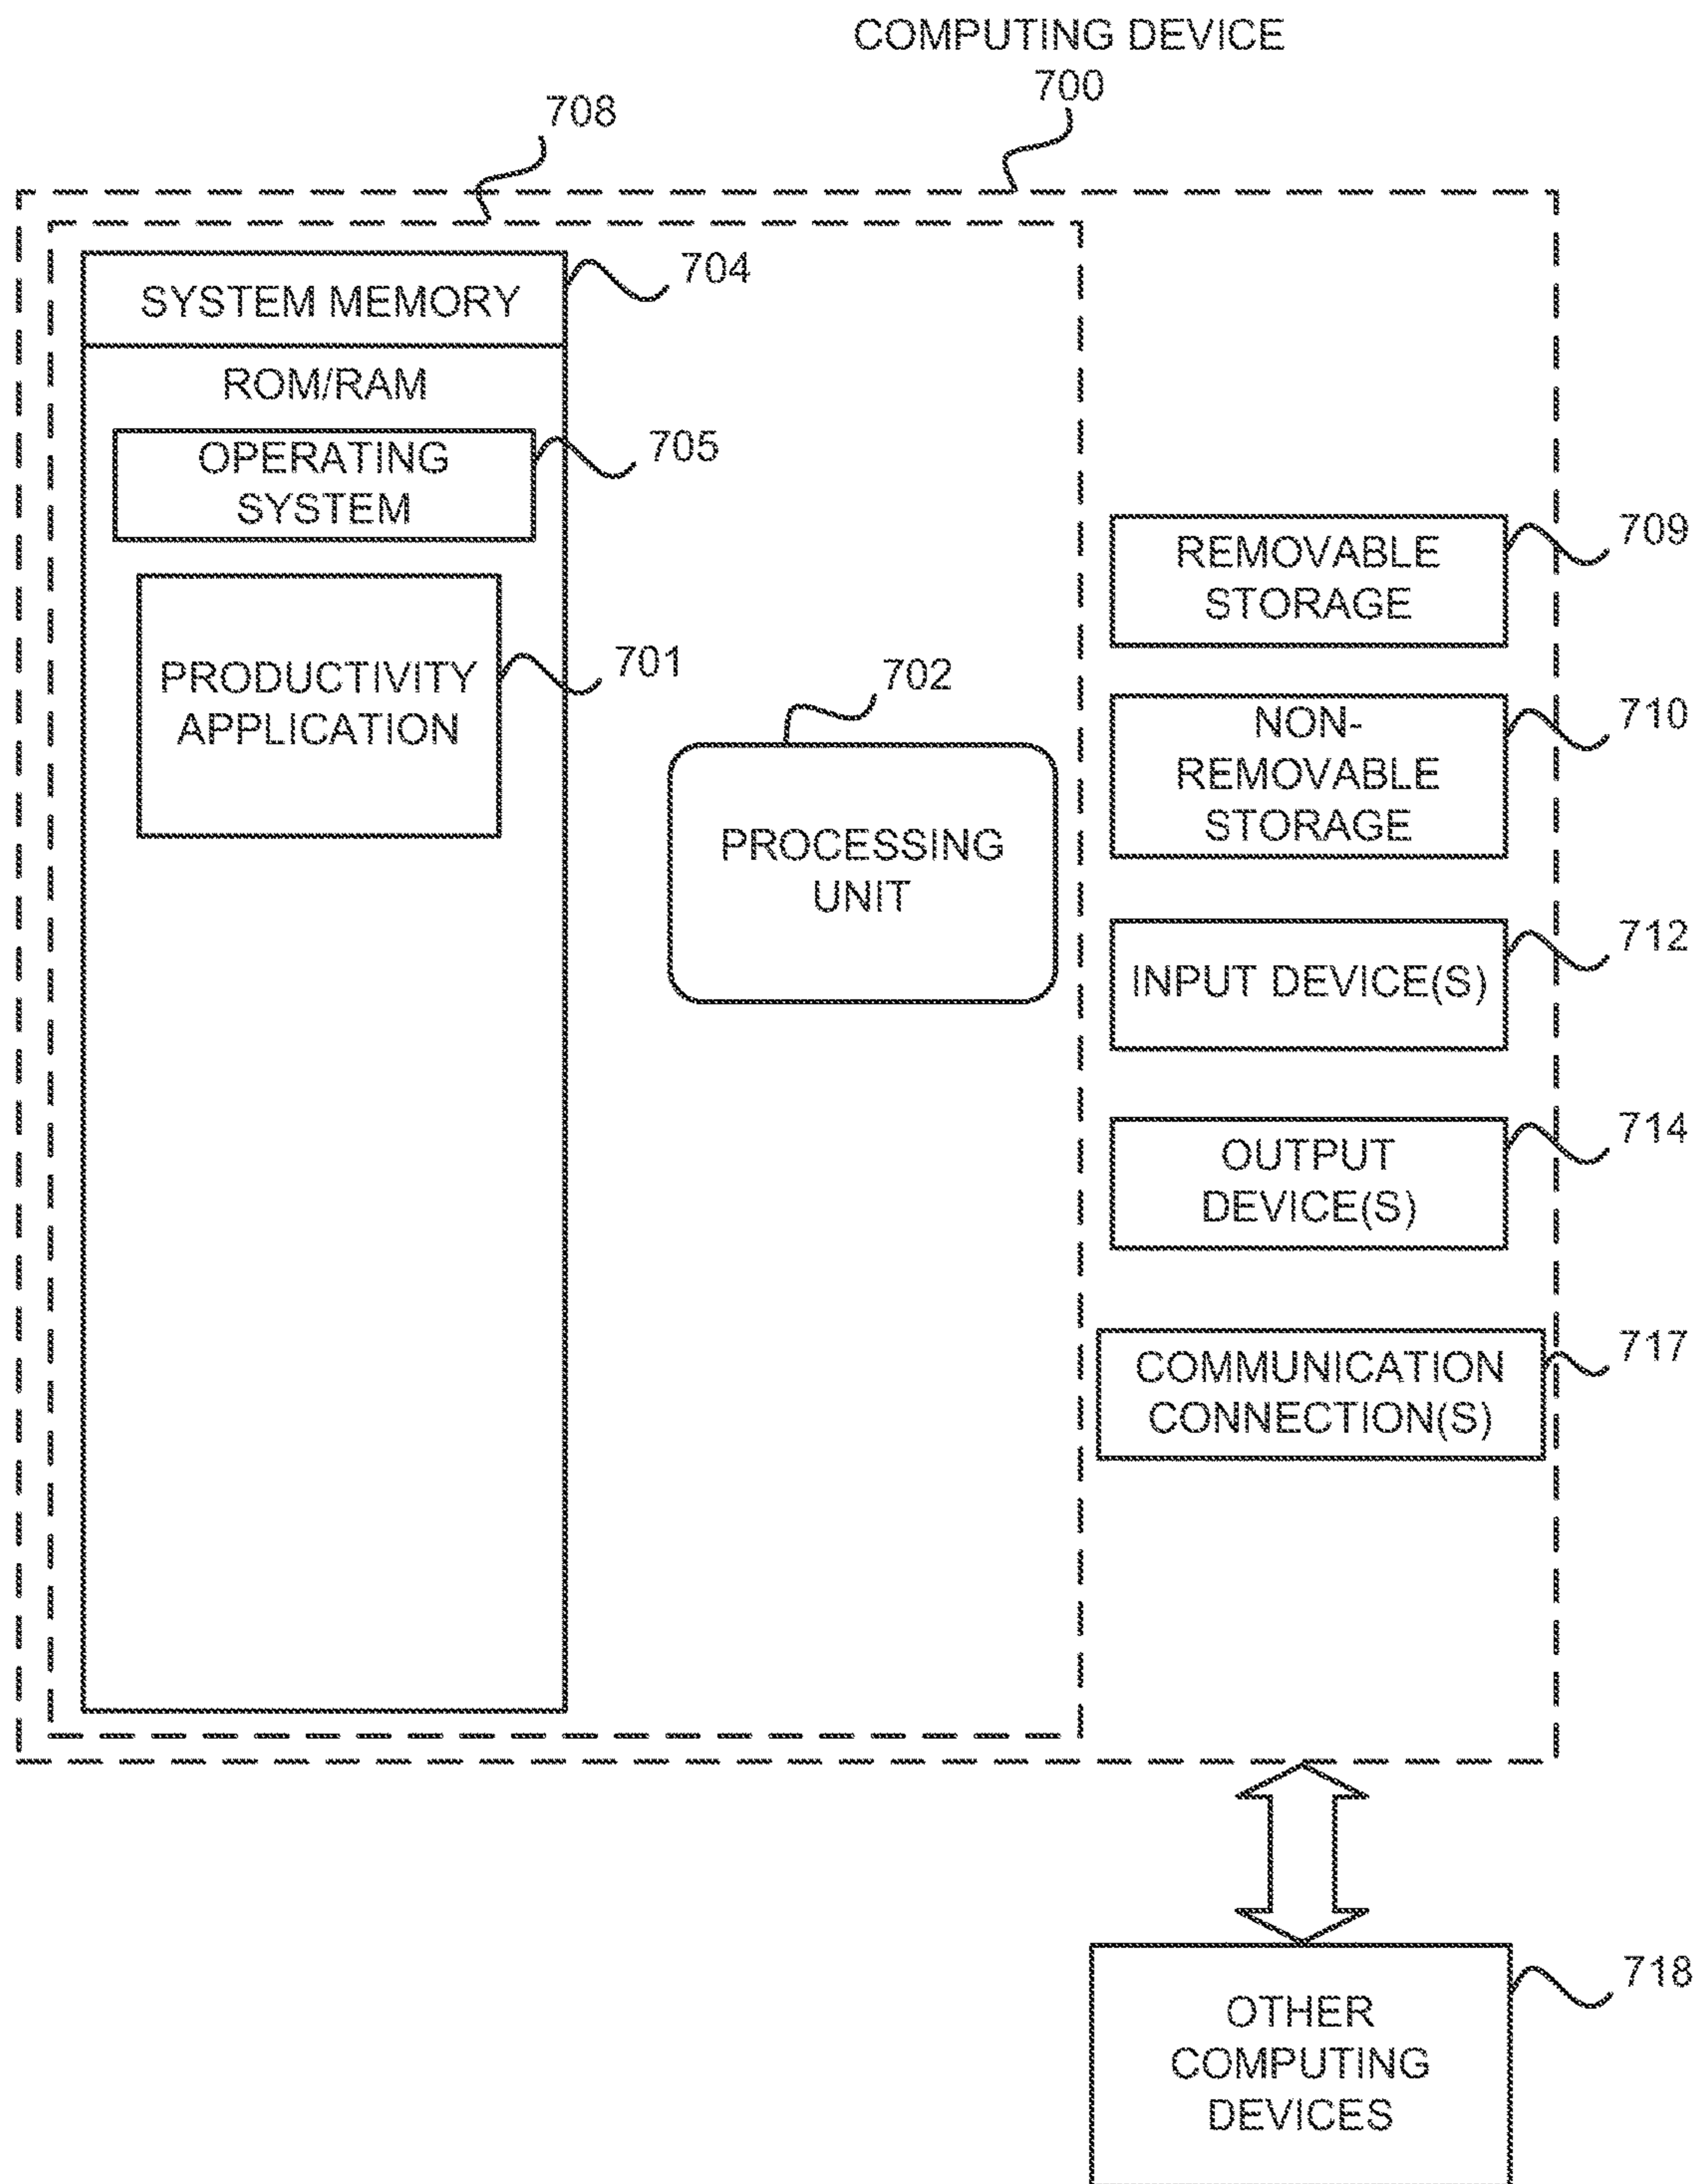 COMPUTING DEVICE
700
708
SYSTEM MEMORY
704
ROM/RAM
OPERATING
SYSTEM
705
PRODUCTIVITY
APPLICATION
701
702
PROCESSING
UNIT
REMOVABLE
STORAGE
709
NON-
REMOVABLE
STORAGE
710
INPUT DEVICE(S)
712
OUTPUT
DEVICE(S)
714
COMMUNICATION
CONNECTION(S)
717
OTHER
COMPUTING
DEVICES
718